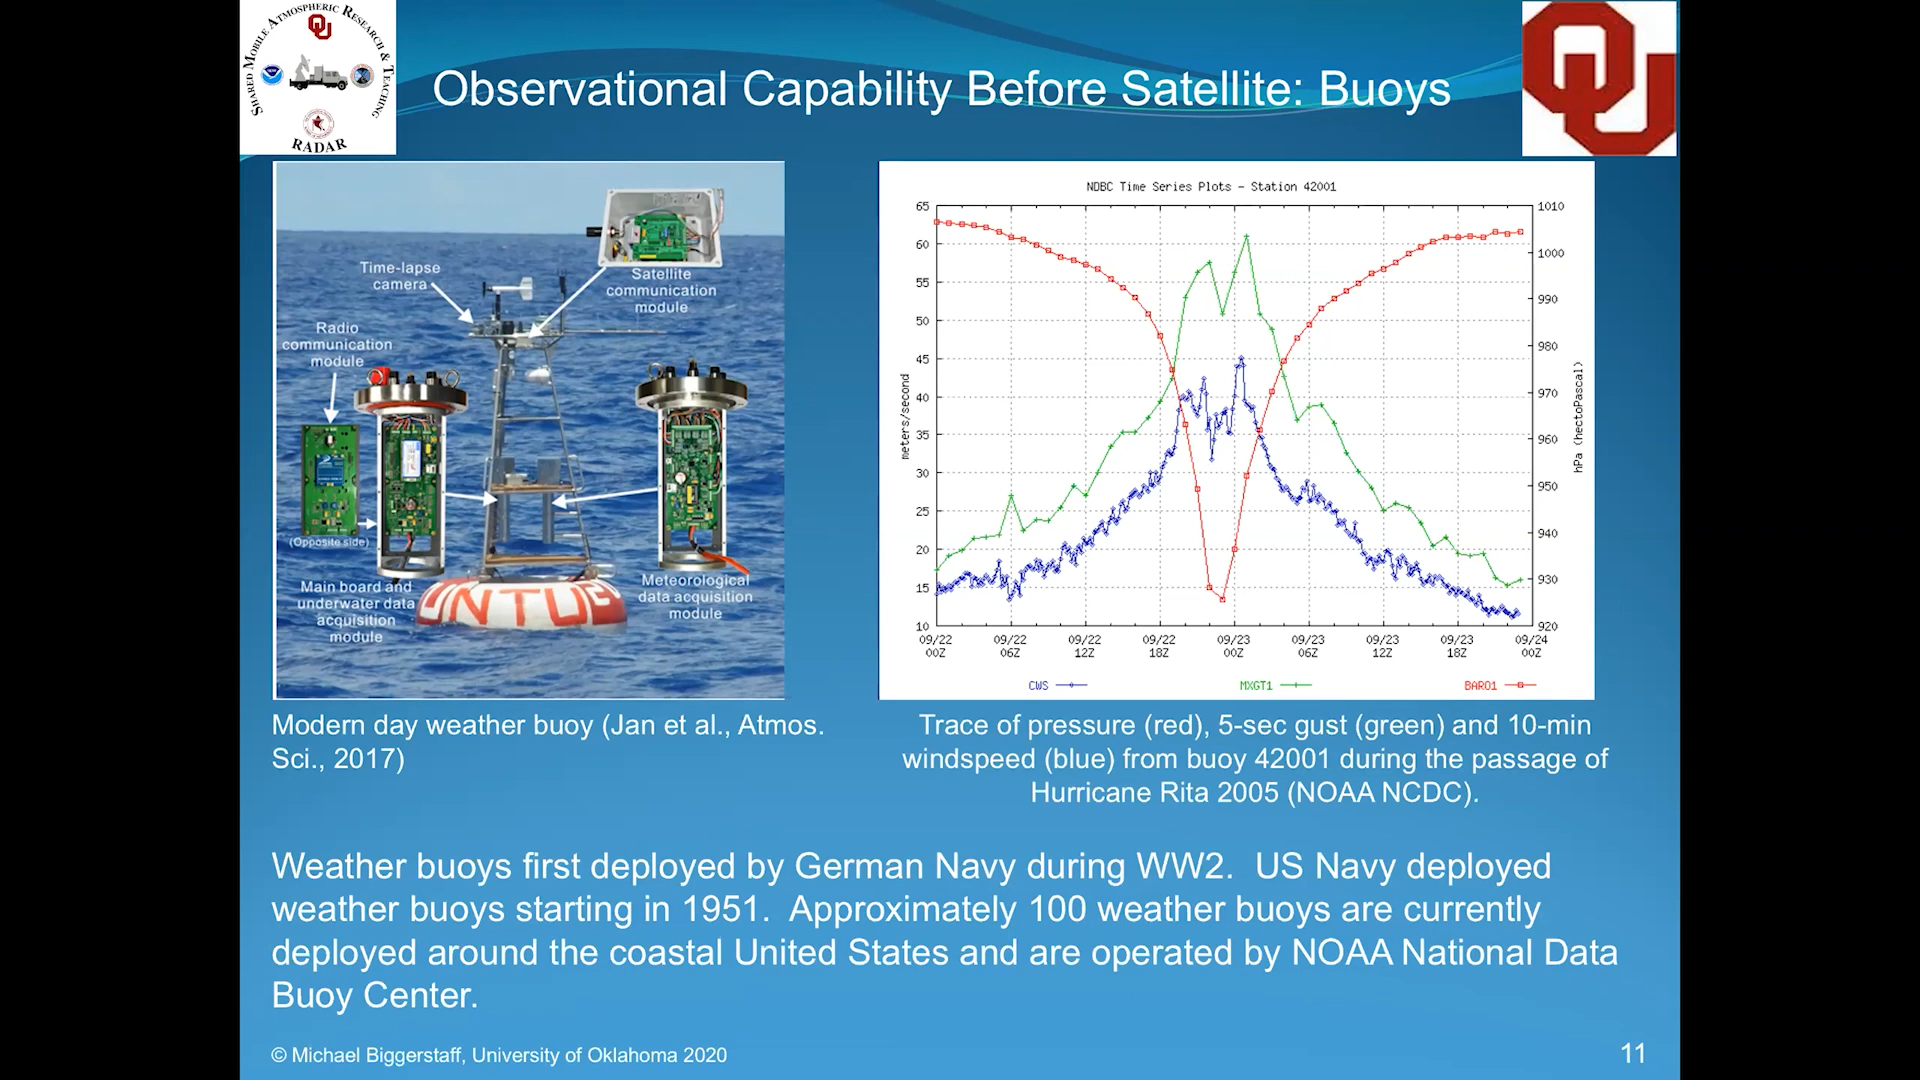 SHARED MOBILE ATMOSPHERIC RESEARCH & TEACHING
RADAR
Observational Capability Before Satellite: Buoys
Time-lapse
camera
Satellite
communication
module
Radio
communication
module
(Opposite side)
Main board and
underwater data
acquisition
module
Meteorological
data acquisition
module
NDBC Time Series Plots - Station 42001
meters/second
65
60
55
50
45
40
35
30
25
20
15
10
1010
1000
990
980
970
960
950
940
930
920
hPa (hectoPascal)
09/22 09/22 09/22 09/22 09/23 09/23 09/23 09/23 09/24
00Z 06Z 12Z 18Z 00Z 06Z 12Z 18Z 00Z
CWS MXGT1 BARO1
Modern day weather buoy (Jan et al., Atmos.
Sci., 2017)
Trace of pressure (red), 5-sec gust (green) and 10-min
windspeed (blue) from buoy 42001 during the passage of
Hurricane Rita 2005 (NOAA NCDC).
Weather buoys first deployed by German Navy during WW2. US Navy deployed
weather buoys starting in 1951. Approximately 100 weather buoys are currently
deployed around the coastal United States and are operated by NOAA National Data
Buoy Center.
© Michael Biggerstaff, University of Oklahoma 2020
11